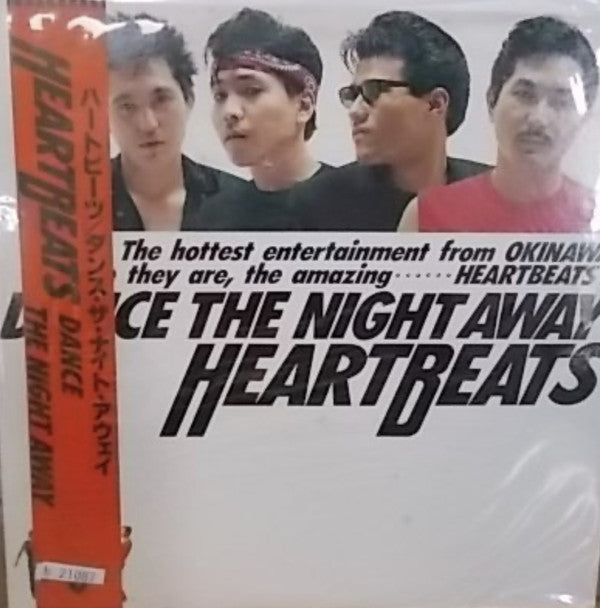 HEARTBEATS DANCE
THE NIGHT AWAY
ハートビーツ/ダンス・ザ・ナイト・アウェイ
The hottest entertainment from OKINAWA
they are, the amazing……HEARTBEATS
CE THE NIGHT AWAY
HEARTBEATS